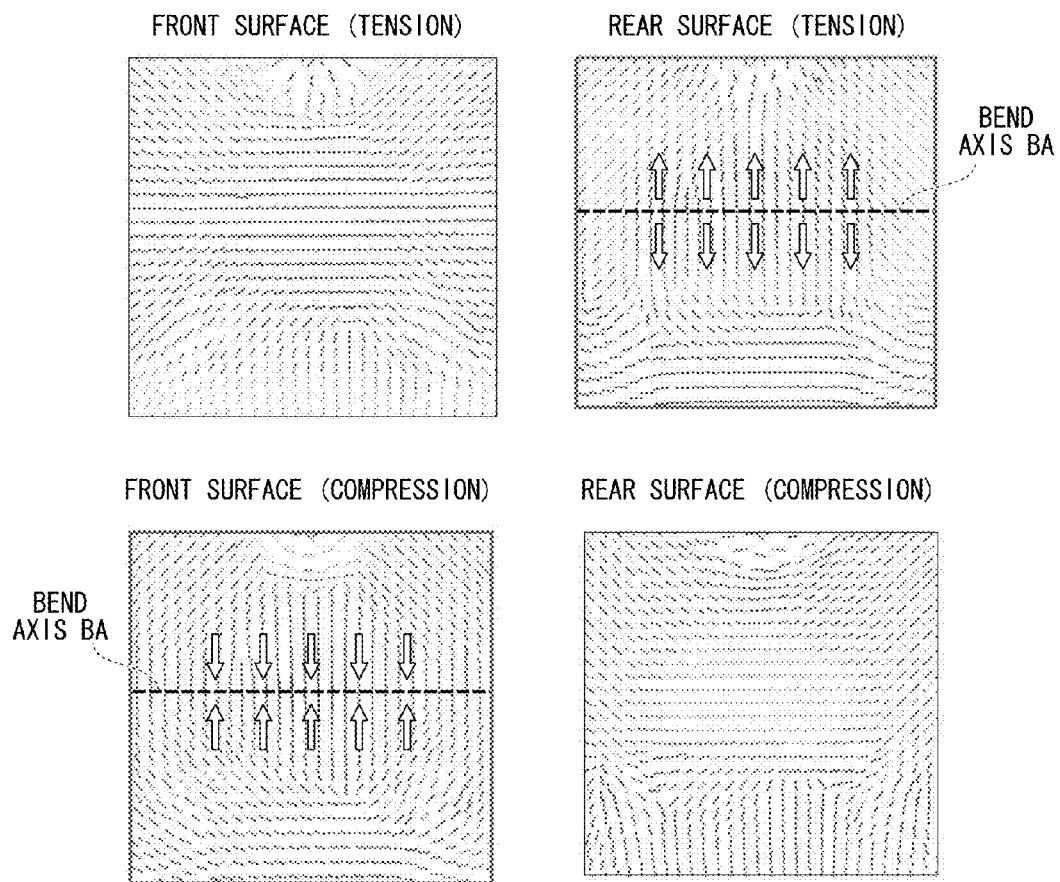 FRONT SURFACE (TENSION)
REAR SURFACE (TENSION)
BEND
AXIS BA
FRONT SURFACE (COMPRESSION)
REAR SURFACE (COMPRESSION)
BEND
AXIS BA